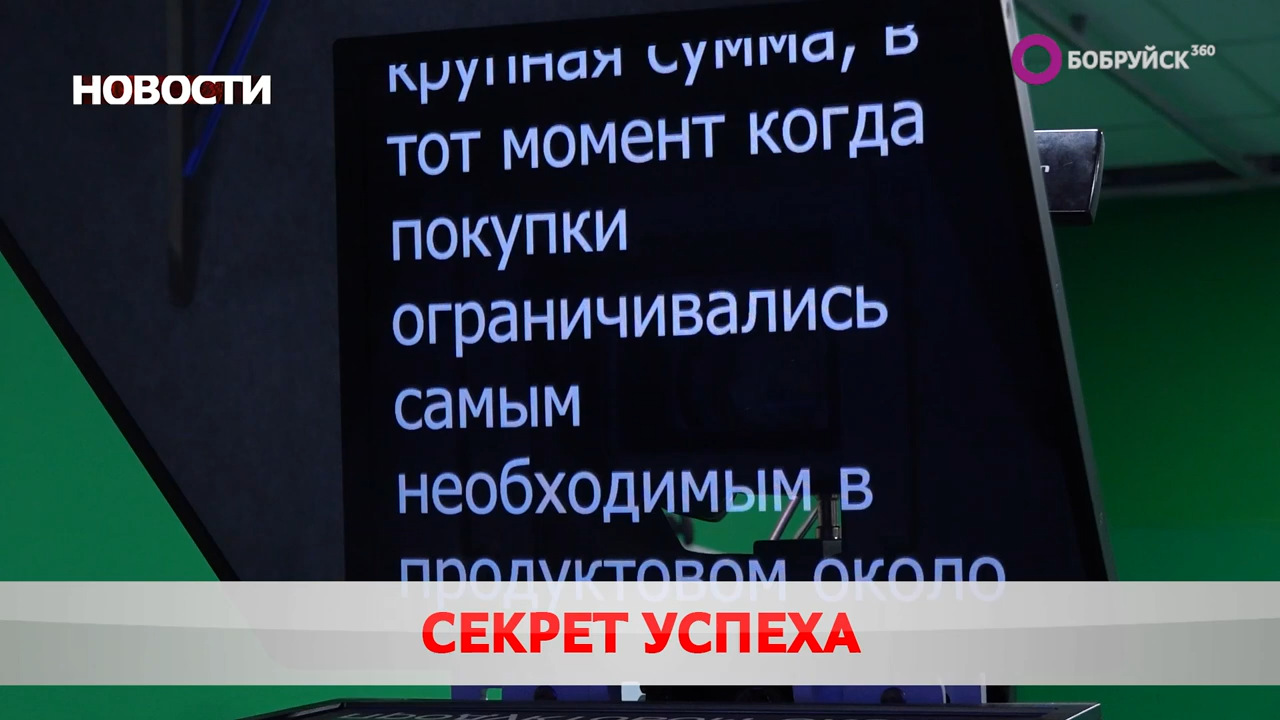 НОВОСТИ
БОБРУЙСК360
крупная сумма, в
тот момент когда
покупки
ограничивались
самым
необходимым в
продуктовом около
СЕКРЕТ УСПЕХА